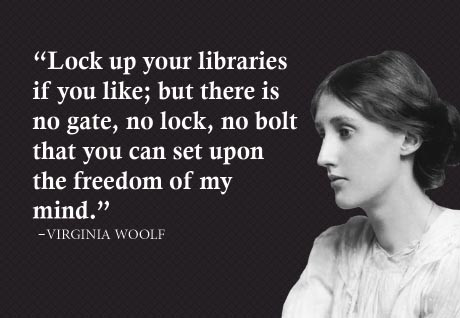 “Lock up your libraries
if you like; but there is
no gate, no lock, no bolt
that you can set upon
the freedom of my
mind.”
–VIRGINIA WOOLF